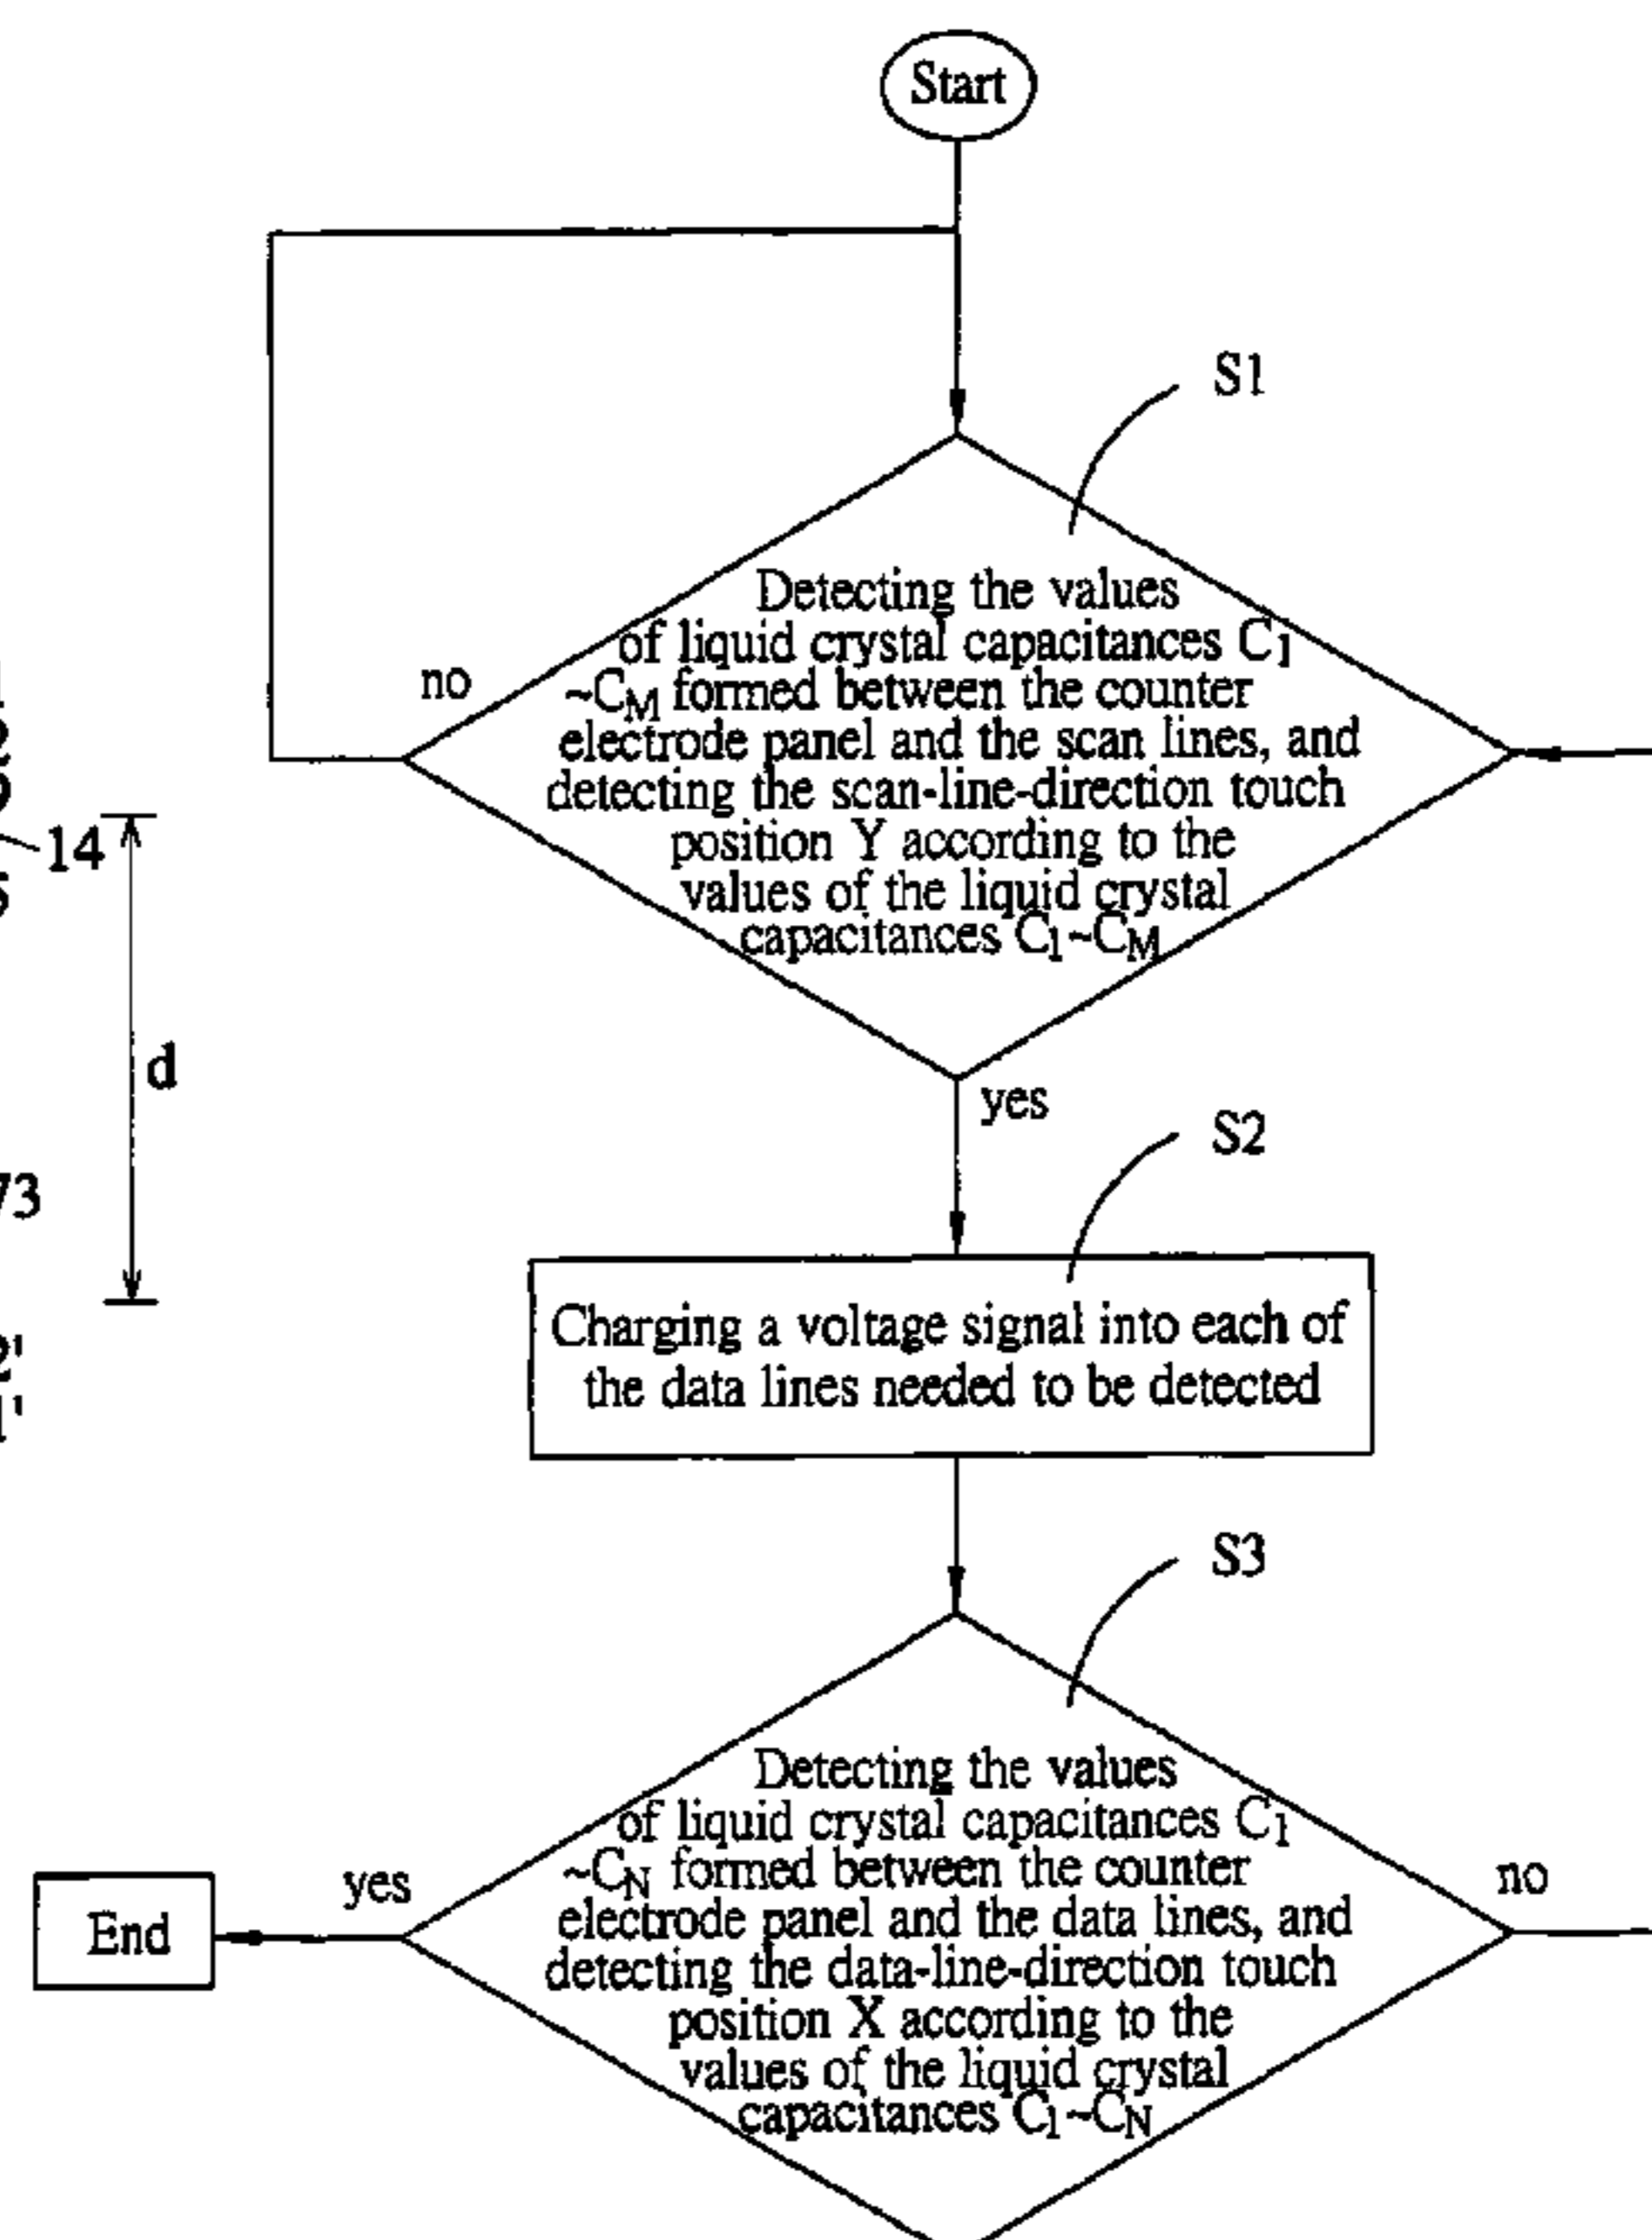 Start
S1
no
Detecting the values
of liquid crystal capacitances C1
~CM formed between the counter
electrode panel and the scan lines, and
detecting the scan-line-direction touch
position Y according to the
values of the liquid crystal
capacitances C1~CM
14
d
yes
S2
73
Charging a voltage signal into each of
the data lines needed to be detected
S3
Detecting the values
of liquid crystal capacitances C1
~CN formed between the counter
electrode panel and the data lines, and
detecting the data-line-direction touch
position X according to the
values of the liquid crystal
capacitances C1~CN
yes
no
End